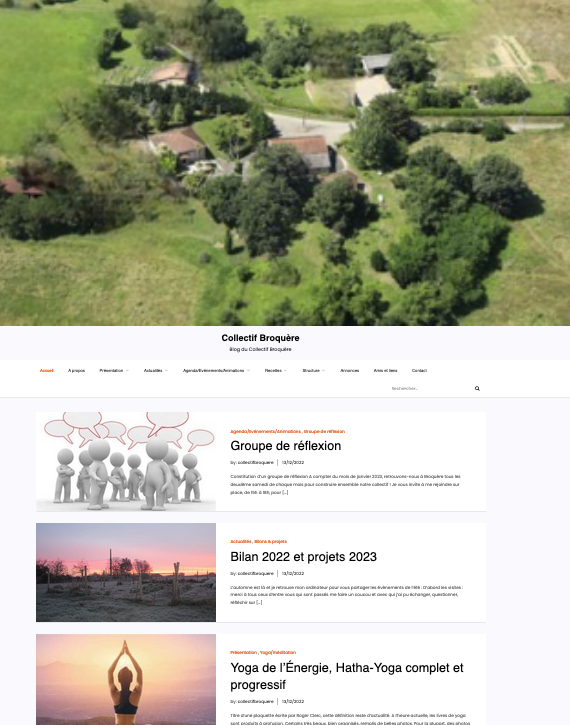 Collectif Broquère
Blog du Collectif Broquère
Accueil A propos Présentation Actualités Agenda/Evènements/Animations Recettes Structure Annonces Amis et liens Contact
Rechercher...
Agenda/Evènements/Animations , Groupe de réflexion
Groupe de réflexion
by: collectifbroquere 13/12/2022
Constitution d'un groupe de réflexion A compter du mois de janvier 2023, retrouvons-nous à Broquère tous les
deuxième samedi de chaque mois pour construire ensemble notre collectif ! Je vous invite à me rejoindre sur
place, de 15h à 18h, pour [...]
Actualités , Bilans & projets
Bilan 2022 et projets 2023
by: collectifbroquere 13/12/2022
L'automne est là et je retrouve mon ordinateur pour vous partager les évènements de l'été : D'abord les visites :
merci à tous ceux d'entre vous qui sont passés me faire un coucou et avec qui j'ai pu échanger, questionner,
réfléchir sur [...]
Présentation , Yoga/méditation
Yoga de l'Énergie, Hatha-Yoga complet et
progressif
by: collectifbroquere 13/12/2022
Titre d'une plaquette écrite par Roger Clerc, cette définition reste d'actualité. A l'heure actuelle, les livres de yoga
sont produits à profusion. Certains très beaux, bien organisés, remplis de belles photos. Pour la plupart, des photos